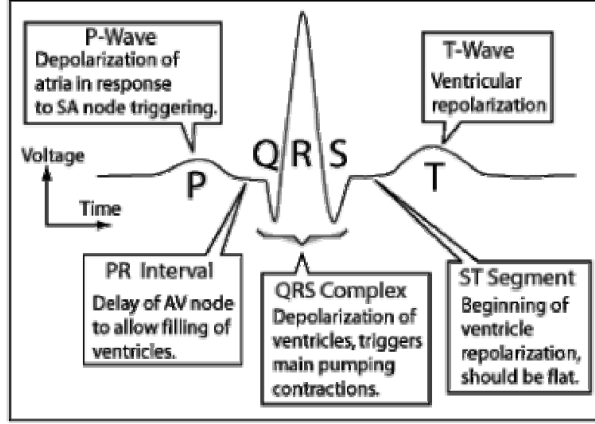 P-Wave
Depolarization of
atria in response
to SA node triggering.
T-Wave
Ventricular
repolarization
Voltage
Time
P
Q R S
T
PR Interval
Delay of AV node
to allow filling of
ventricles.
QRS Complex
Depolarization of
ventricles, triggers
main pumping
contractions.
ST Segment
Beginning of
ventricle
repolarization,
should be flat.